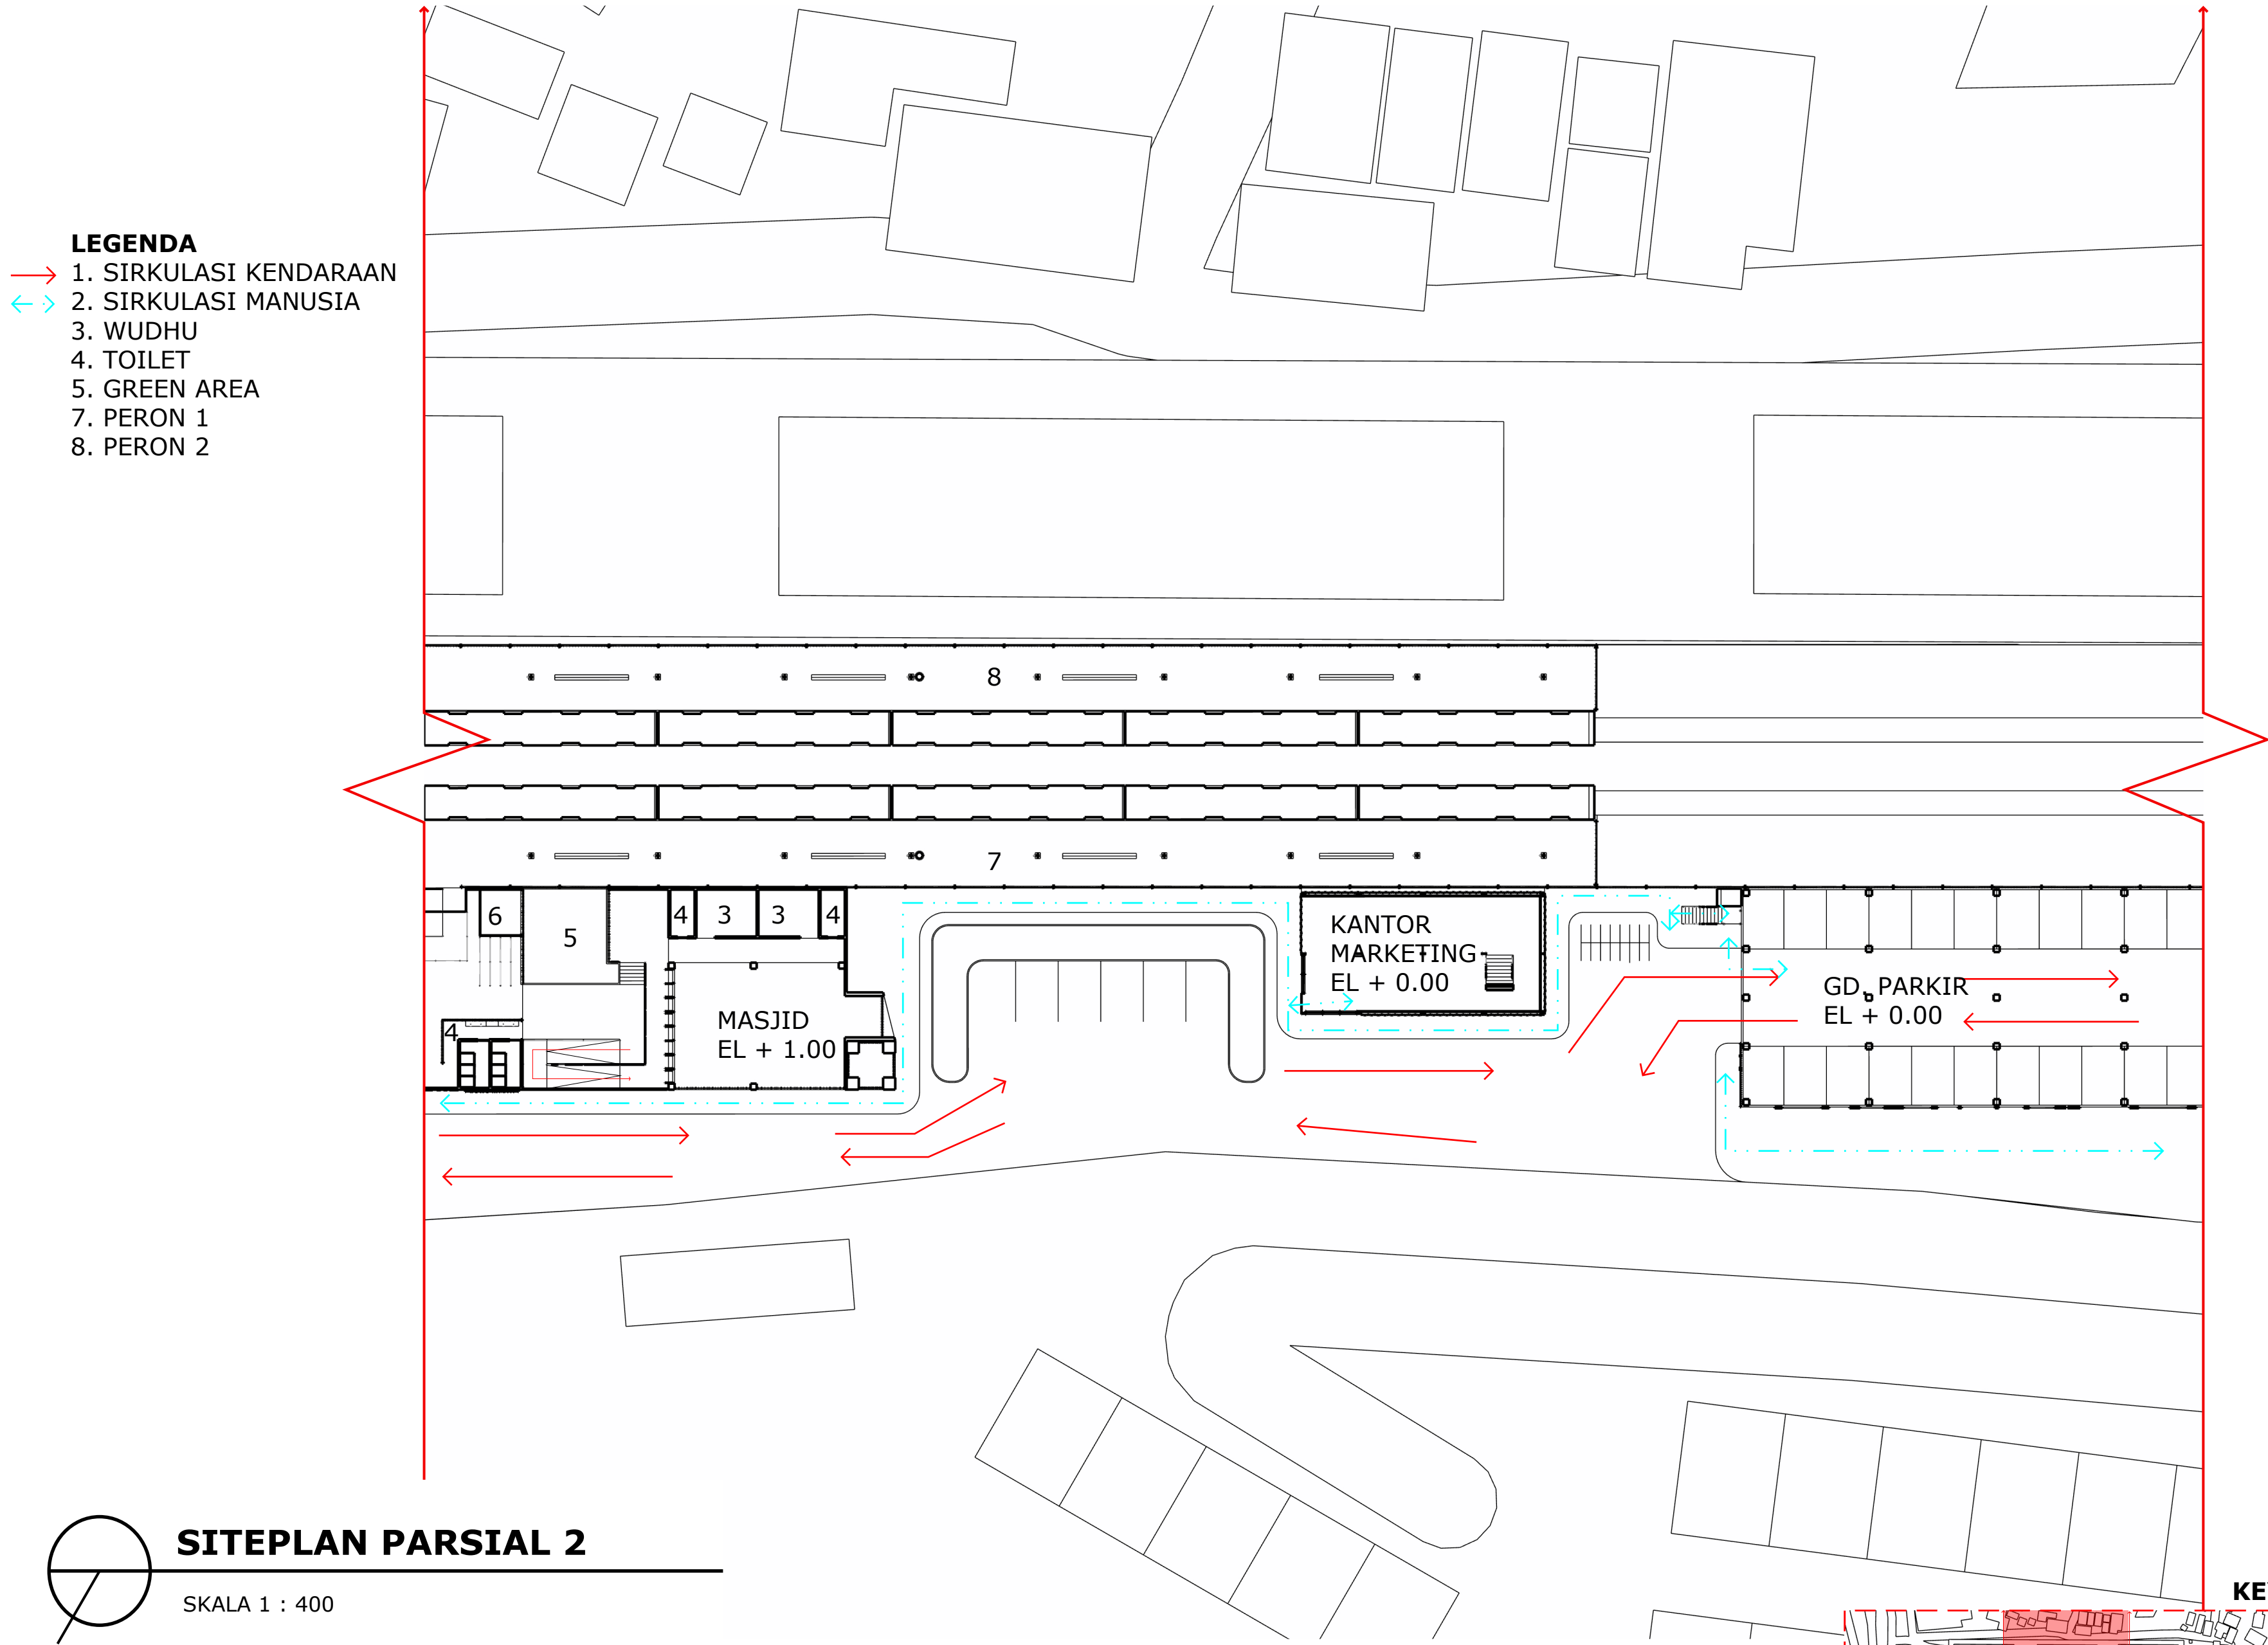 LEGENDA
1. SIRKULASI KENDARAAN
2. SIRKULASI MANUSIA
3. WUDHU
4. TOILET
5. GREEN AREA
7. PERON 1
8. PERON 2
8
7
6
5
4
3
3
4
4
KANTOR
MARKETING
EL + 0.00
MASJID
EL + 1.00
GD. PARKIR
EL + 0.00
SITEPLAN PARSIAL 2
SKALA 1 : 400